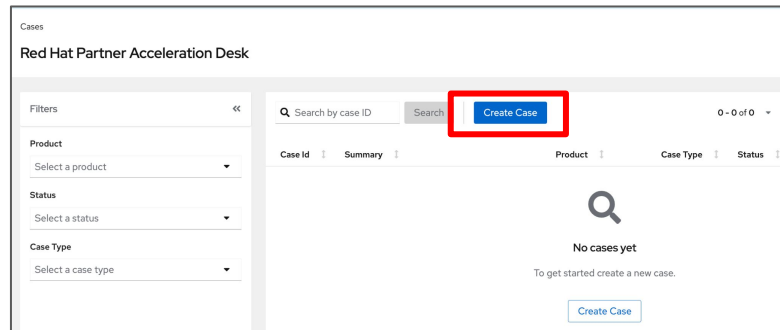 Cases
Red Hat Partner Acceleration Desk
Filters
Product
Select a product
Status
Select a status
Case Type
Select a case type
Search by case ID
Search
Create Case
0 - 0 of 0
Case Id
Summary
Product
Case Type
Status
No cases yet
To get started create a new case.
Create Case